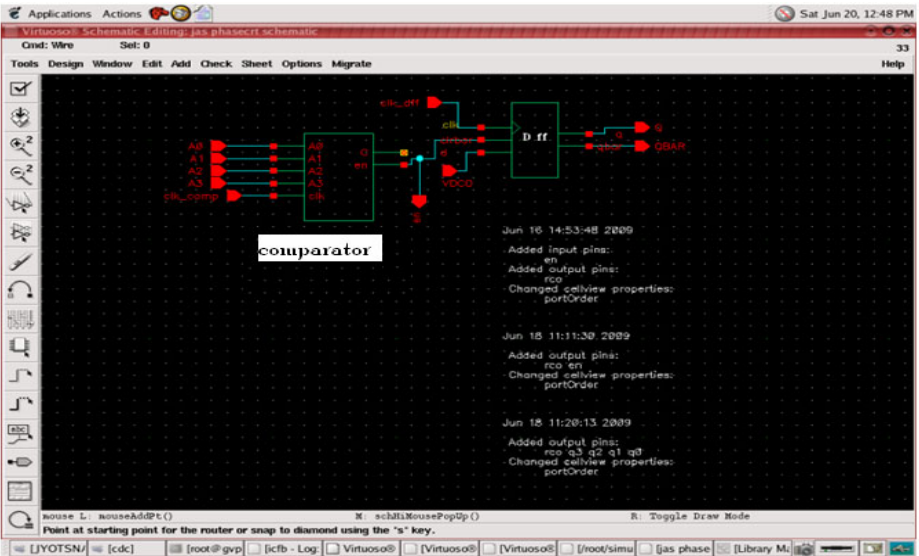 Applications Actions
Sat Jun 20, 12:48 PM
Virtuoso® Schematic Editing: jas phasecrt schematic
Cmd: Wire Sel: 0
33
Tools Design Window Edit Add Check Sheet Options Migrate Help
clk_dff
clk
D ff
clrbar
d
q
Q
qbar
QBAR
VDCO
A0 A0
A1 A1
A2 A2
A3 A3
clk_comp clk
O
en
comparator
Jun 16 14:53:48 2009
Added input pins:
en
Added output pins:
rco
Changed cellview properties:
portOrder
Jun 18 11:11:30 2009
Added output pins:
rco en
Changed cellview properties:
portOrder
Jun 18 11:20:13 2009
Added output pins:
rco q3 q2 q1 q0
Changed cellview properties:
portOrder
abc
mouse L: mouseAddPt() M: schHiMousePopUp() R: Toggle Draw Mode
Point at starting point for the router or snap to diamond using the "s" key.
[JYOTSN/ [cdc] [root@gvp [icfb - Log: Virtuoso® [Virtuoso® [Virtuoso® [/root/simu [jas phase [Library Ma